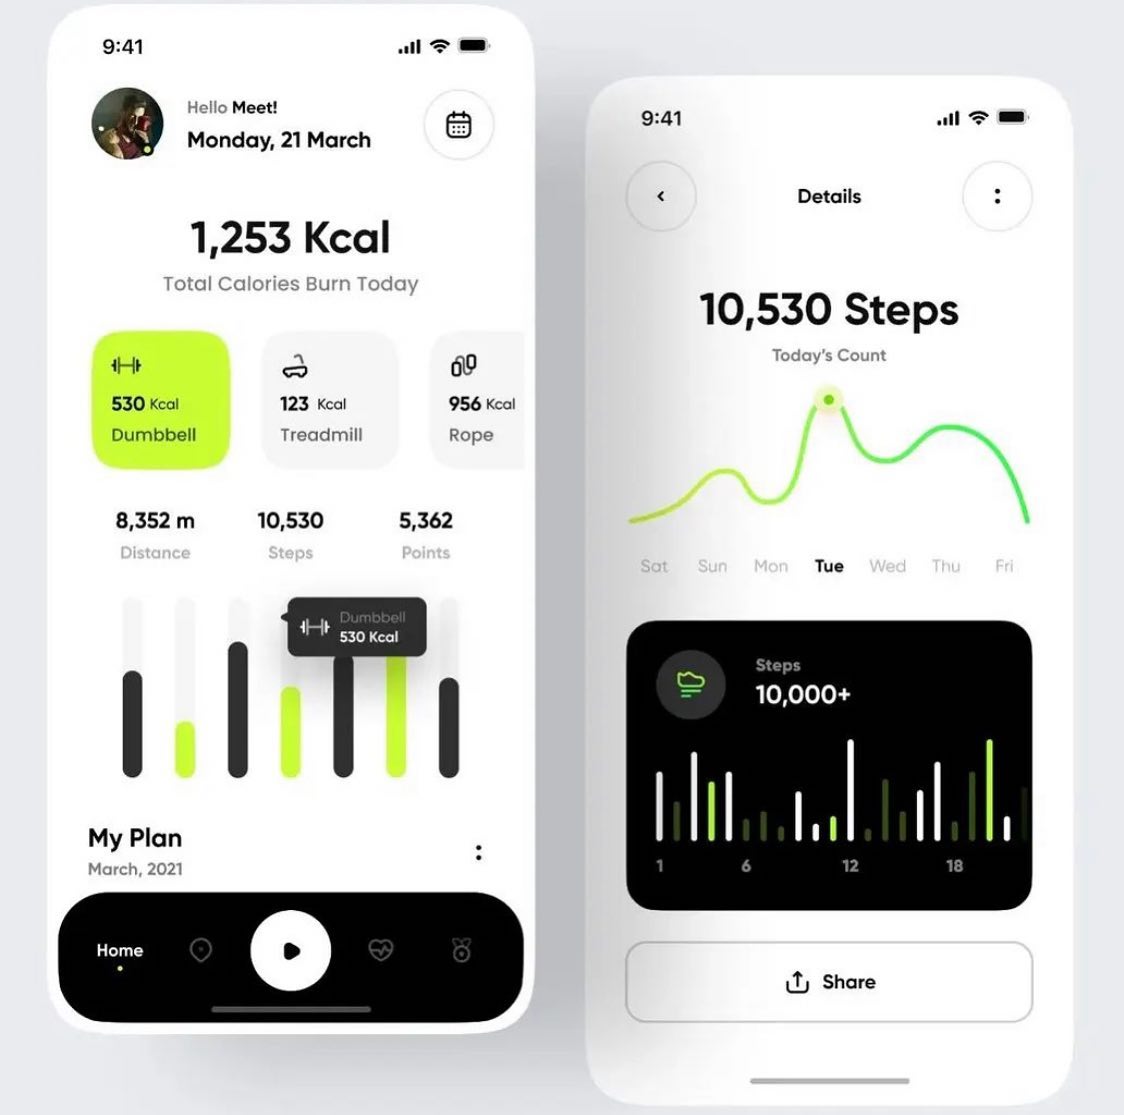 9:41
Hello Meet!
Monday, 21 March
1,253 Kcal
Total Calories Burn Today
530 Kcal
Dumbbell
123 Kcal
Treadmill
956 Kcal
Rope
8,352 m
Distance
10,530
Steps
5,362
Points
Dumbbell
530 Kcal
My Plan
March, 2021
Home
9:41
Details
10,530 Steps
Today's Count
Sat Sun Mon Tue Wed Thu Fri
Steps
10,000+
1 6 12 18
Share